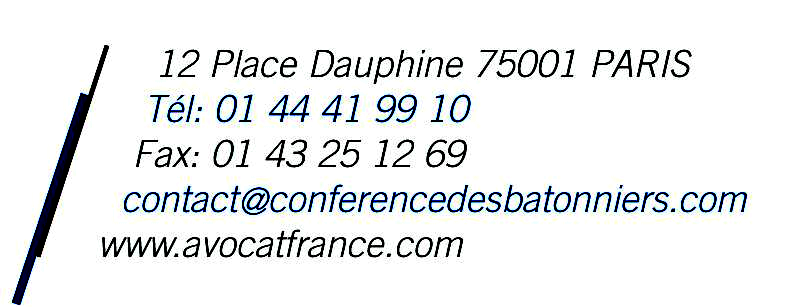 12 Place Dauphine 75001 PARIS
Tél: 01 44 41 99 10
Fax: 01 43 25 12 69
contact@conferencedesbatonniers.com
www.avocatfrance.com